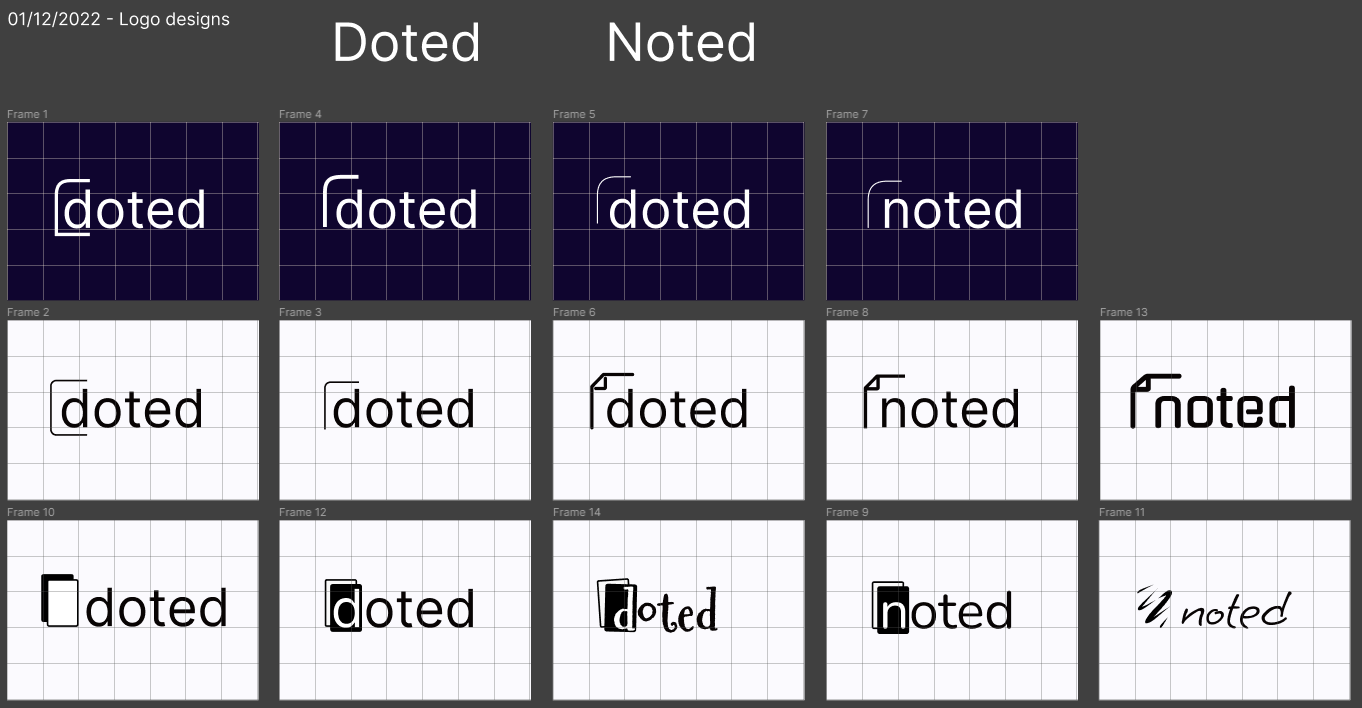 01/12/2022 - Logo designs
Doted
Noted
Frame 1
Frame 4
Frame 5
Frame 7
doted
doted
doted
noted
Frame 2
Frame 3
Frame 6
Frame 8
Frame 13
doted
doted
doted
noted
noted
Frame 10
Frame 12
Frame 14
Frame 9
Frame 11
doted
doted
doted
noted
noted